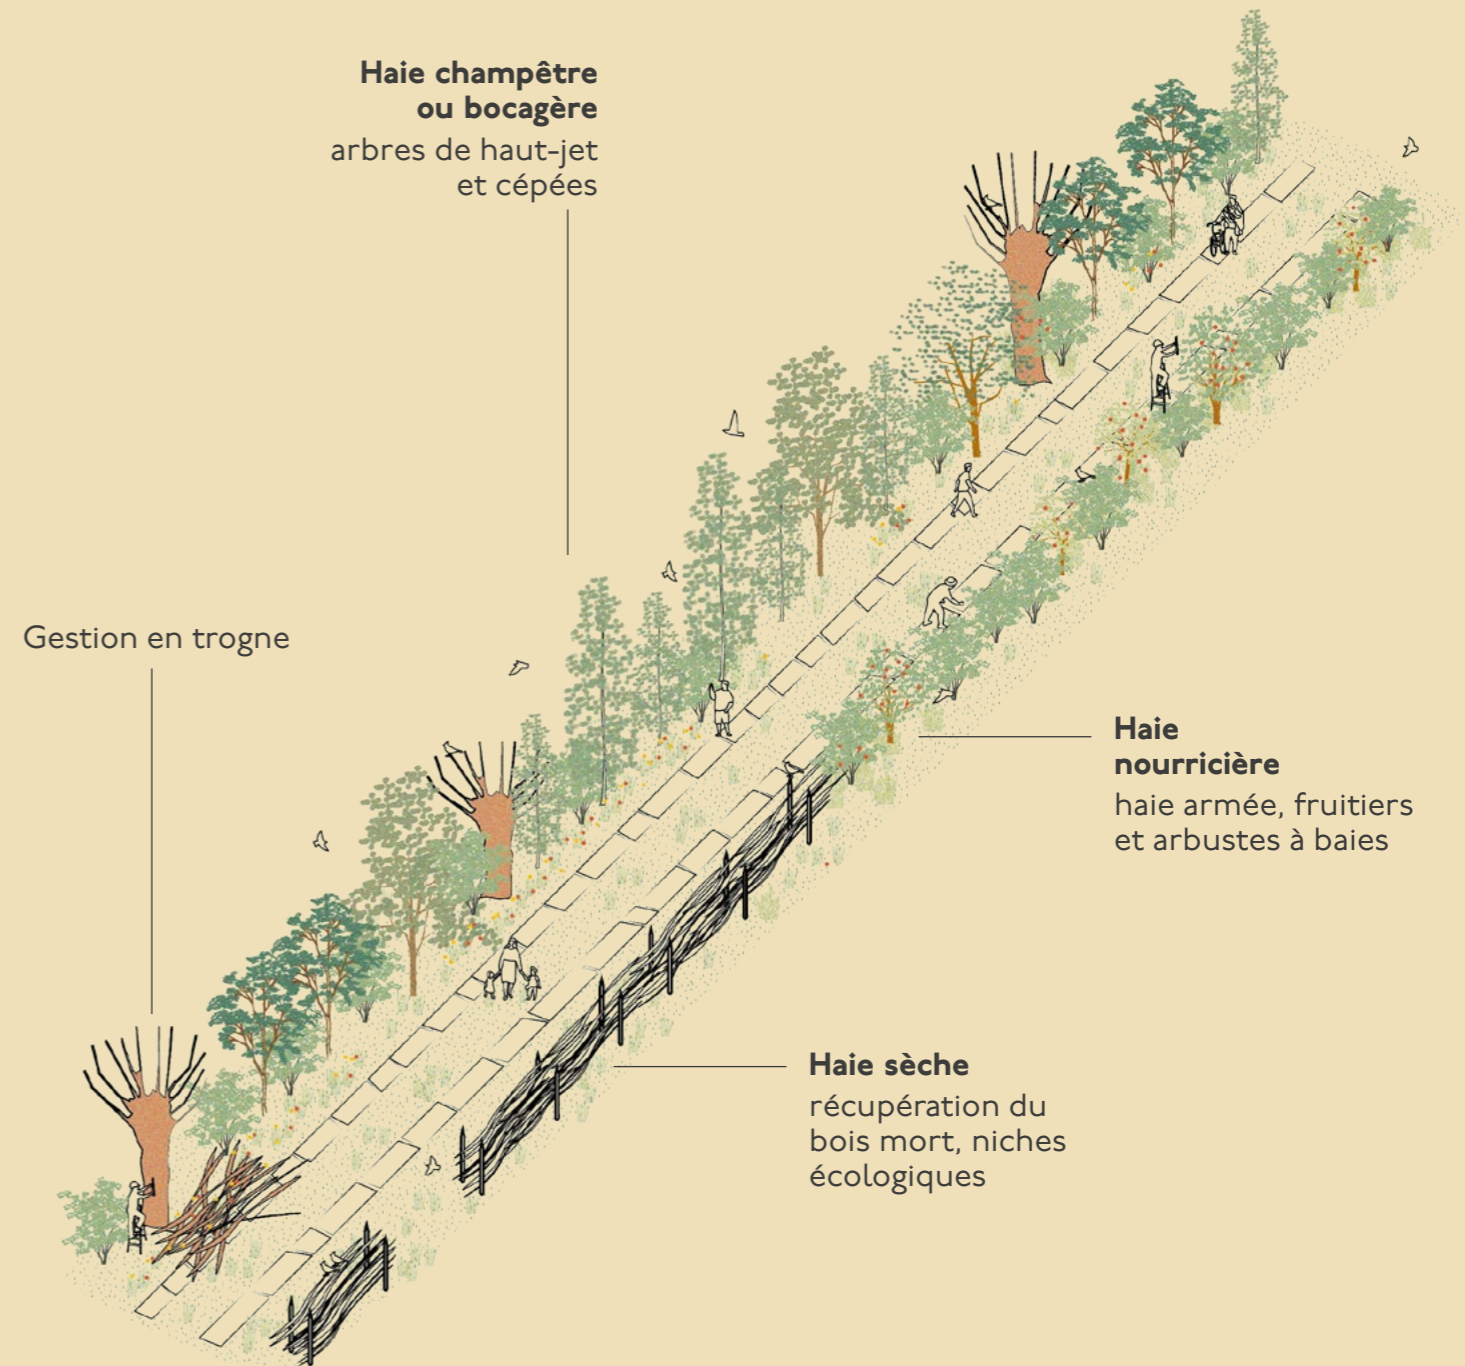 Haie champêtre
ou bocagère
arbres de haut-jet
et cépées
Gestion en trogne
Haie
nourricière
haie armée, fruitiers
et arbustes à baies
Haie sèche
récupération du
bois mort, niches
écologiques